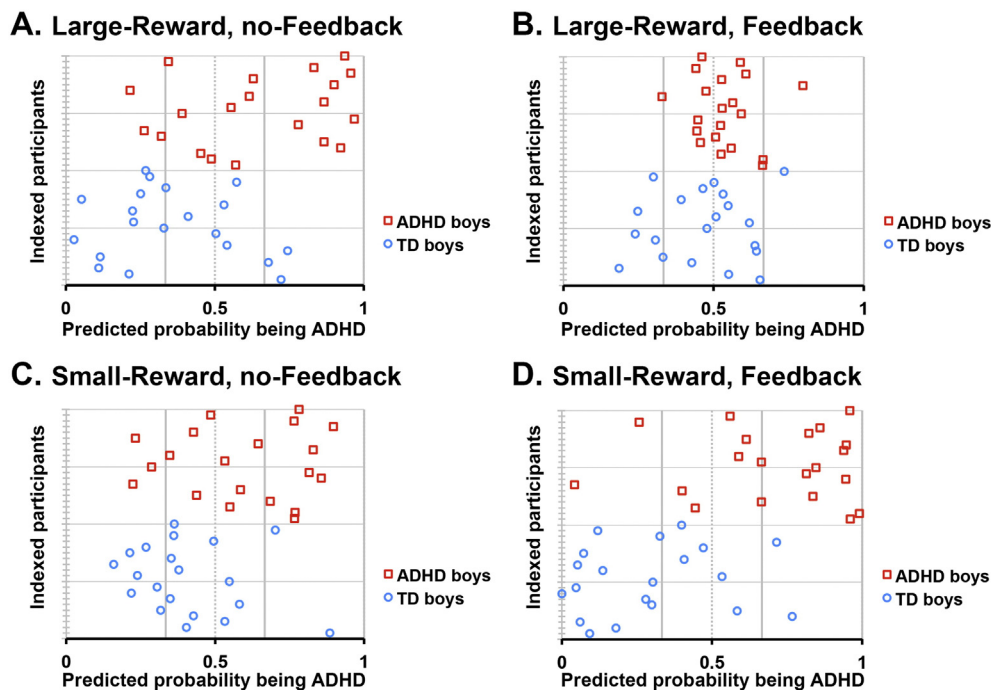 A. Large-Reward, no-Feedback
Indexed participants
ADHD boys
TD boys
0 0.5 1
Predicted probability being ADHD
B. Large-Reward, Feedback
Indexed participants
ADHD boys
TD boys
0 0.5 1
Predicted probability being ADHD
C. Small-Reward, no-Feedback
Indexed participants
ADHD boys
TD boys
0 0.5 1
Predicted probability being ADHD
D. Small-Reward, Feedback
Indexed participants
ADHD boys
TD boys
0 0.5 1
Predicted probability being ADHD